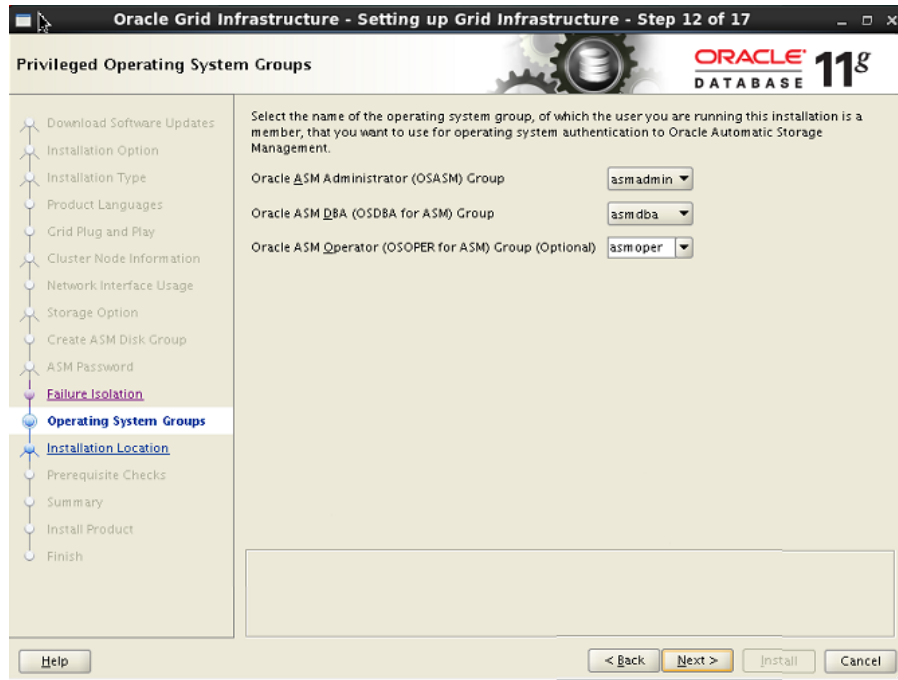 Oracle Grid Infrastructure - Setting up Grid Infrastructure - Step 12 of 17
Privileged Operating System Groups
ORACLE
DATABASE
11g
Download Software Updates
Installation Option
Installation Type
Product Languages
Grid Plug and Play
Cluster Node Information
Network Interface Usage
Storage Option
Create ASM Disk Group
ASM Password
Failure Isolation
Operating System Groups
Installation Location
Prerequisite Checks
Summary
Install Product
Finish
Select the name of the operating system group, of which the user you are running this installation is a
member, that you want to use for operating system authentication to Oracle Automatic Storage
Management.
Oracle ASM Administrator (OSASM) Group asmadmin
Oracle ASM DBA (OSDBA for ASM) Group asmdba
Oracle ASM Operator (OSOPER for ASM) Group (Optional) asmoper
Help
< Back
Next >
Install
Cancel